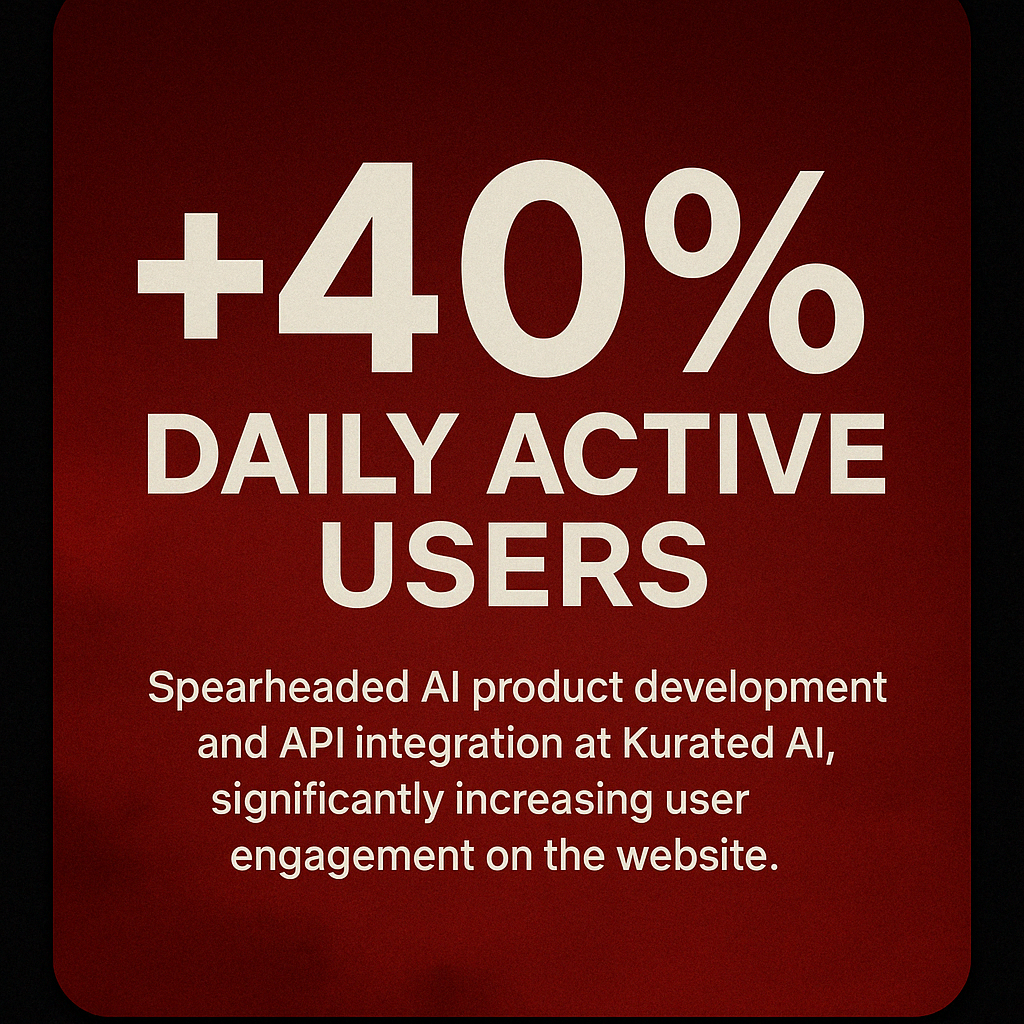 +40%
DAILY ACTIVE
USERS
Spearheaded AI product development
and API integration at Kurated AI,
significantly increasing user
engagement on the website.